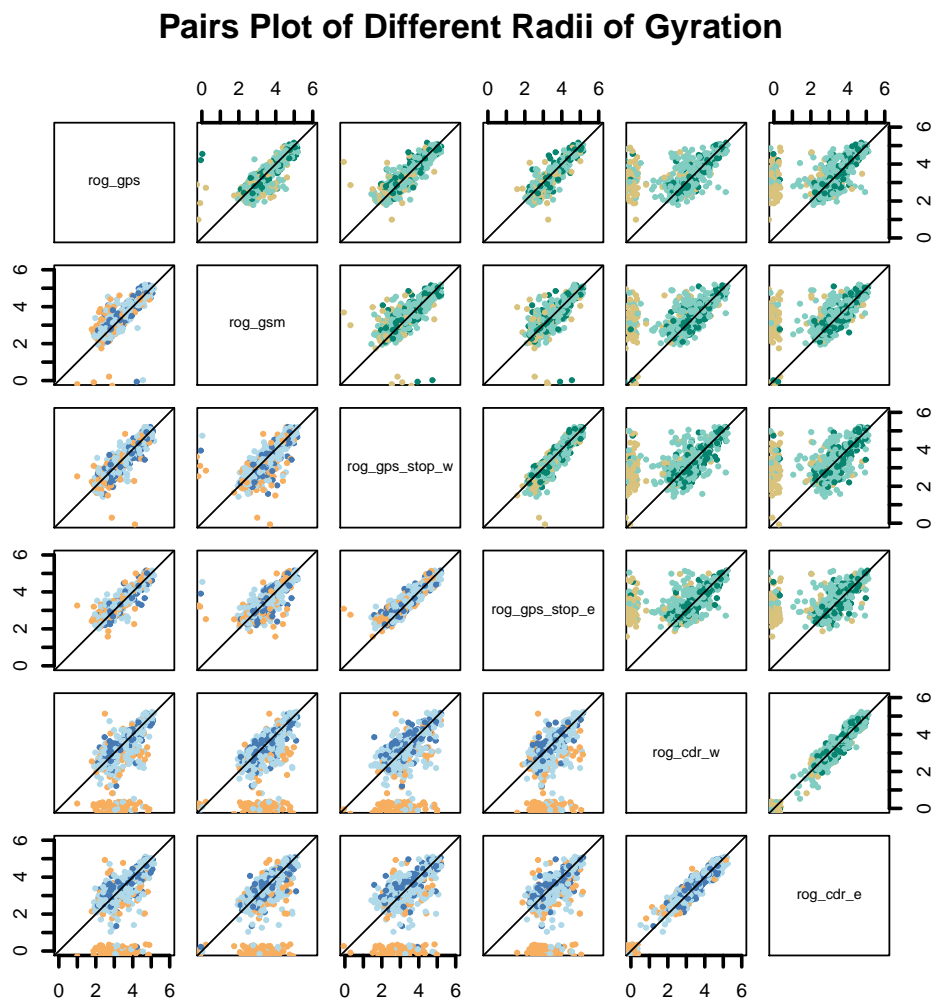 Pairs Plot of Different Radii of Gyration
0 2 4 6 0 2 4 6 0 2 4 6
rog_gps
0 2 4 6
0 2 4 6
rog_gsm
rog_gps_stop_w
0 2 4 6
0 2 4 6
rog_gps_stop_e
rog_cdr_w
0 2 4 6
0 2 4 6
rog_cdr_e
0 2 4 6 0 2 4 6 0 2 4 6